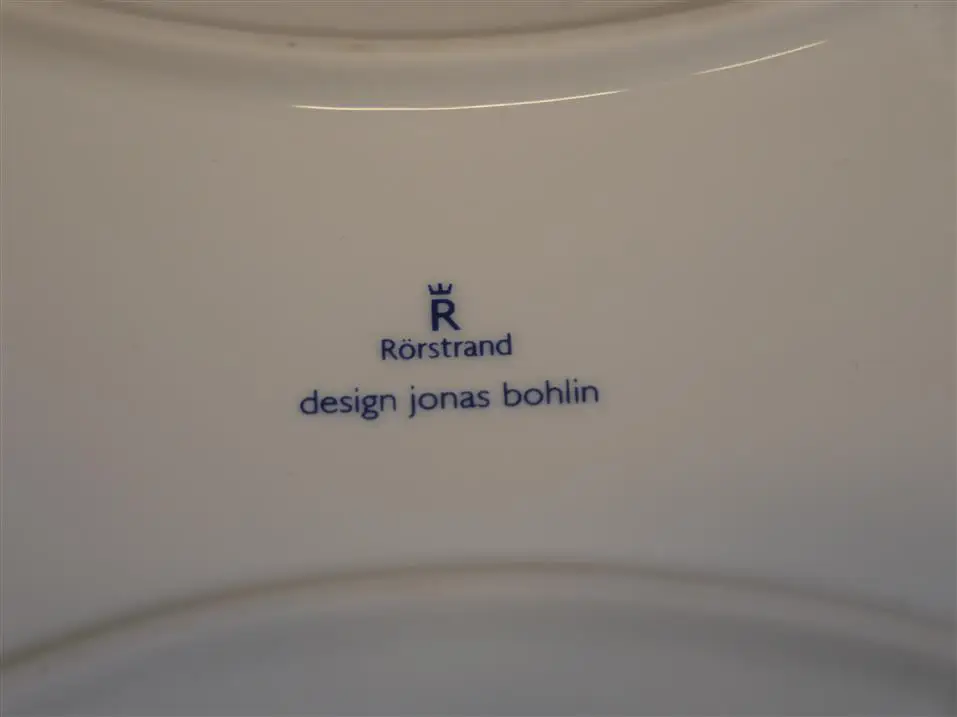 R
Rörstrand
design jonas bohlin